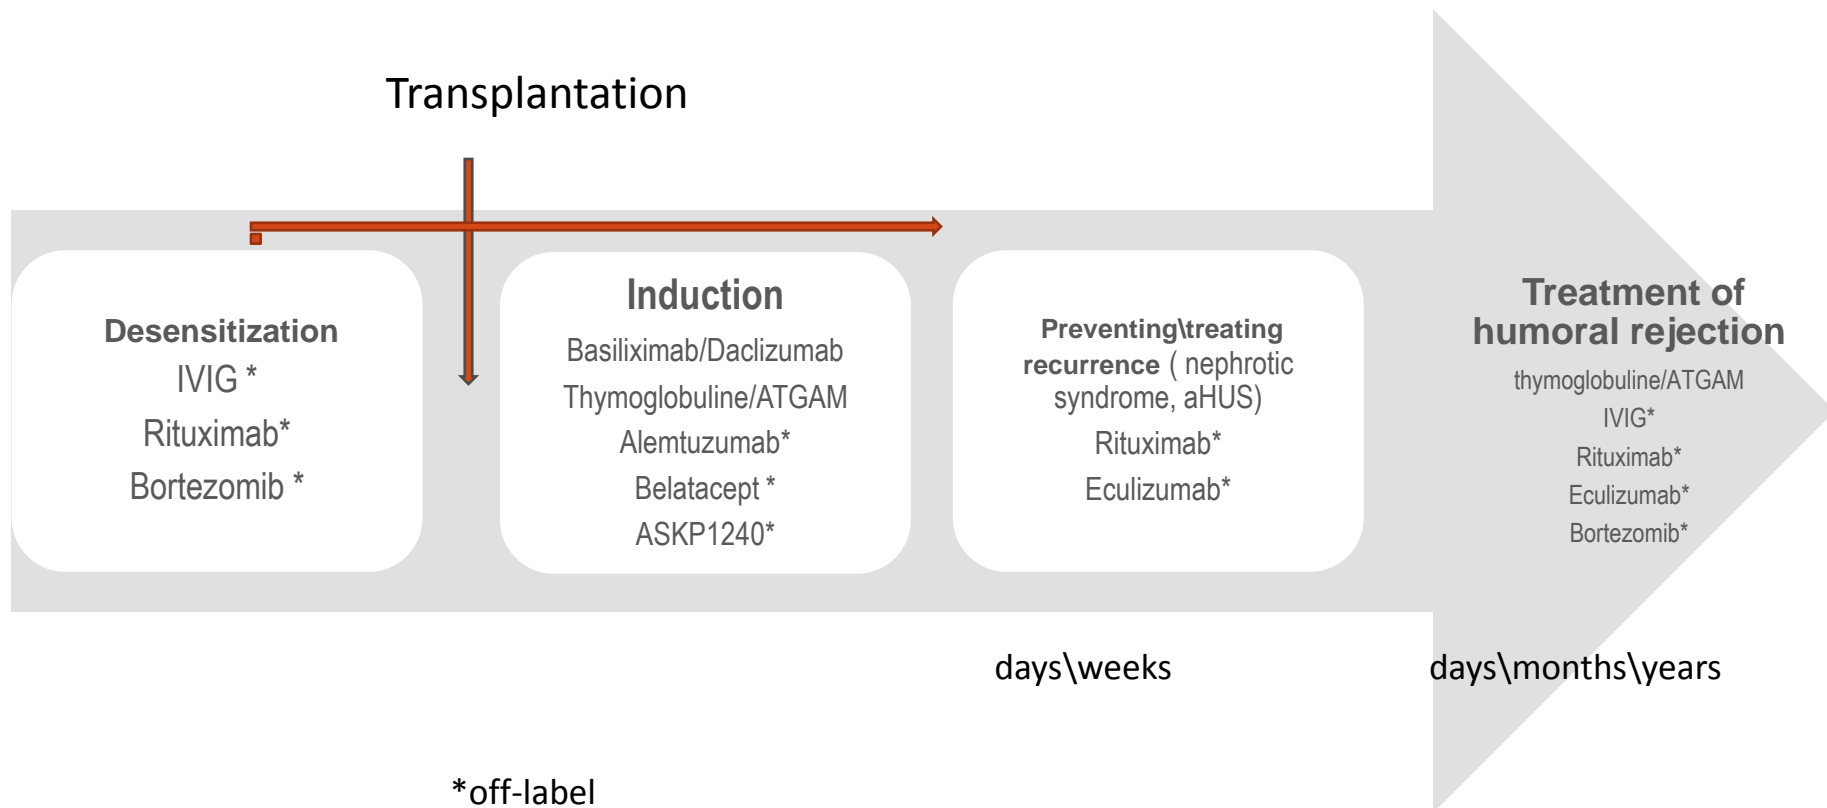 Transplantation
Desensitization
IVIG *
Rituximab*
Bortezomib *
Induction
Basiliximab/Daclizumab
Thymoglobuline/ATGAM
Alemtuzumab*
Belatacept *
ASKP1240*
Preventing\treating
recurrence ( nephrotic
syndrome, aHUS)
Rituximab*
Eculizumab*
Treatment of
humoral rejection
thymoglobuline/ATGAM
IVIG*
Rituximab*
Eculizumab*
Bortezomib*
days\weeks
days\months\years
*off-label